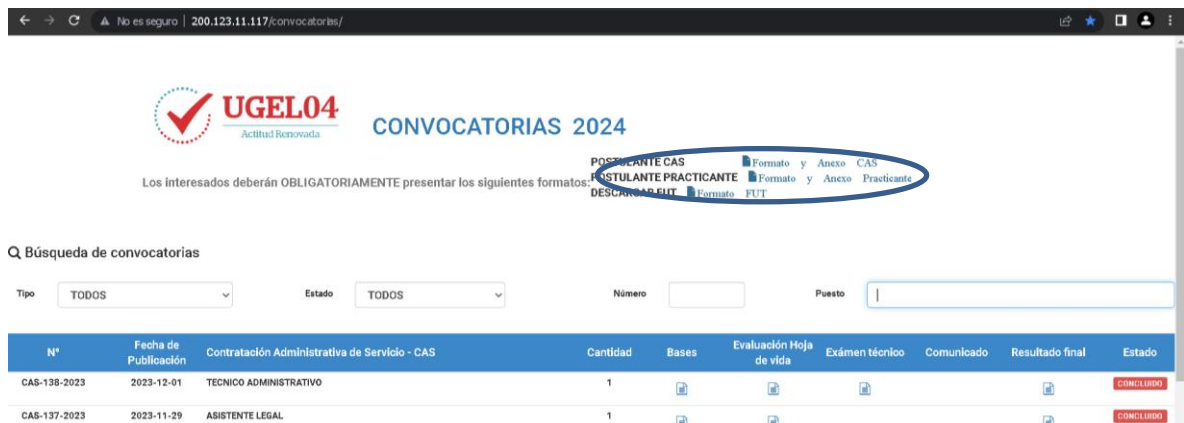 No es seguro | 200.123.11.117/convocatorias/
UGEL04
Actitud Renovada
CONVOCATORIAS 2024
POSTULANTE CAS Formato y Anexo CAS
Los interesados deberán OBLIGATORIAMENTE presentar los siguientes formatos: POSTULANTE PRACTICANTE Formato y Anexo Practicante
DESCARGAR FUT Formato FUT
Búsqueda de convocatorias
Tipo TODOS Estado TODOS Número Puesto
N° Fecha de Publicación Contratación Administrativa de Servicio - CAS Cantidad Bases Evaluación Hoja de vida Exámen técnico Comunicado Resultado final Estado
CAS-138-2023 2023-12-01 TECNICO ADMINISTRATIVO 1 CONCLUIDO
CAS-137-2023 2023-11-29 ASISTENTE LEGAL 1 CONCLUIDO